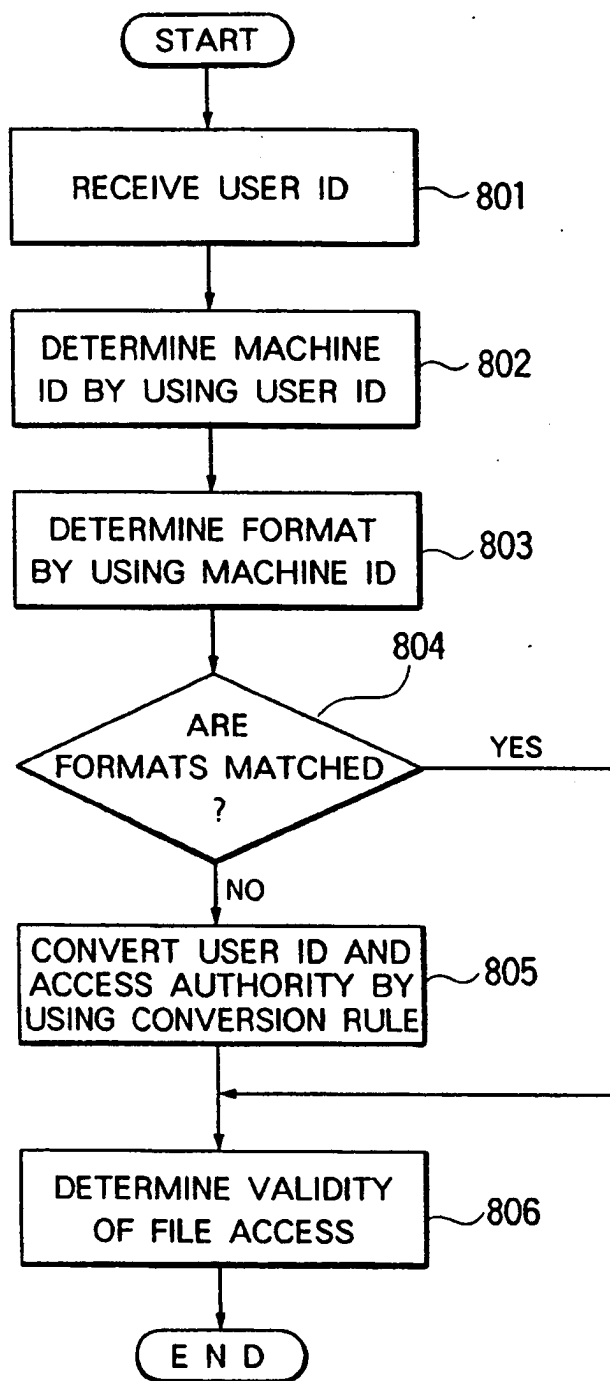 START
RECEIVE USER ID
801
DETERMINE MACHINE
ID BY USING USER ID
802
DETERMINE FORMAT
BY USING MACHINE ID
803
804
ARE
FORMATS MATCHED
?
YES
NO
CONVERT USER ID AND
ACCESS AUTHORITY BY
USING CONVERSION RULE
805
DETERMINE VALIDITY
OF FILE ACCESS
806
END